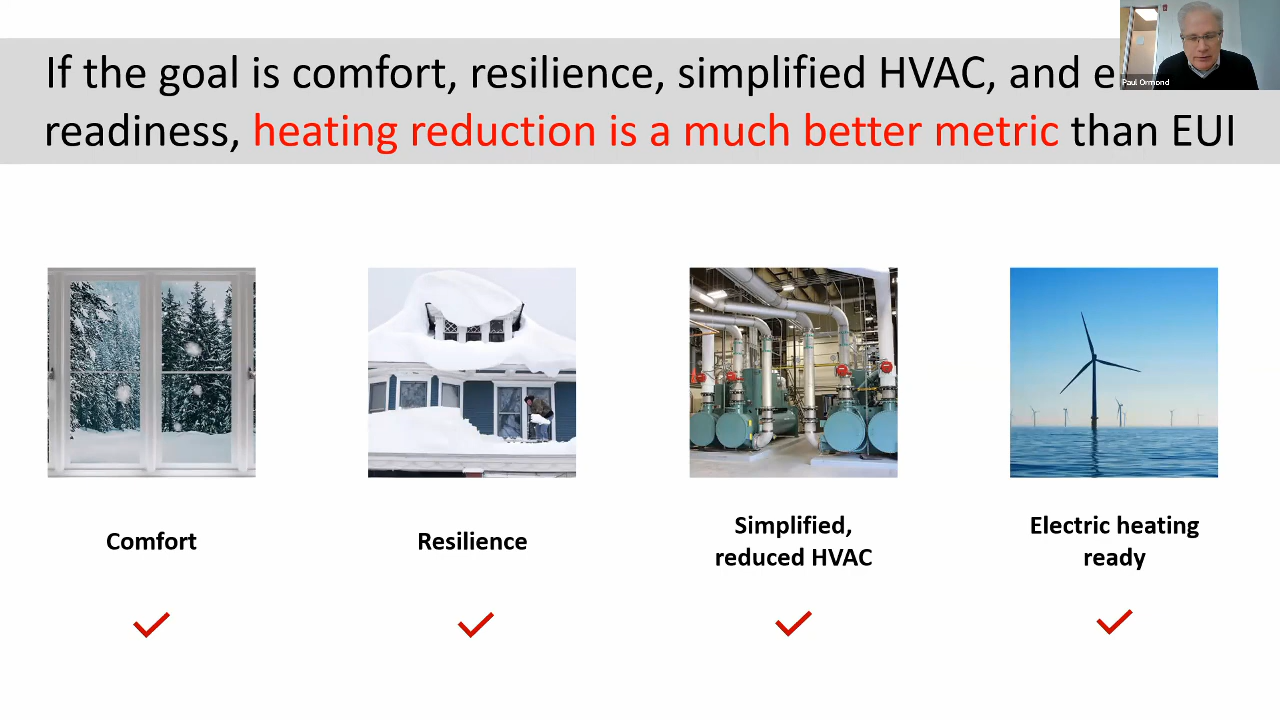 If the goal is comfort, resilience, simplified HVAC, and
readiness, heating reduction is a much better metric than EUI
Paul Ormond
Comfort
Resilience
Simplified,
reduced HVAC
Electric heating
ready